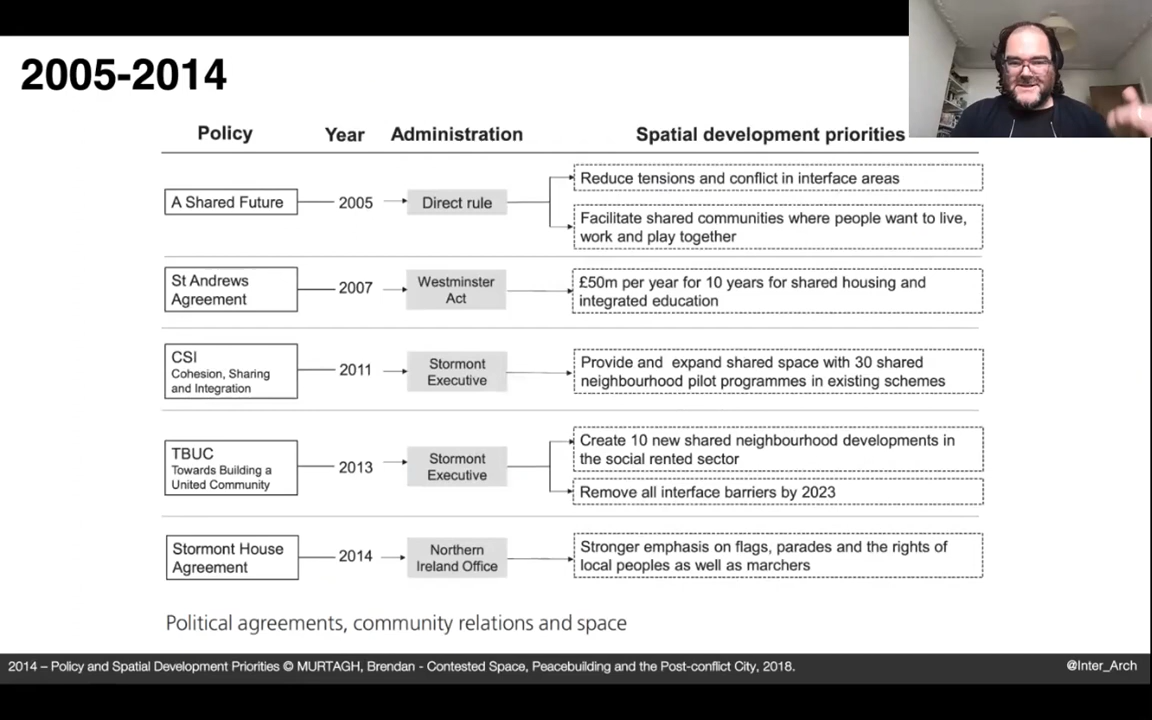 2005-2014
Policy
Year
Administration
Spatial development priorities
A Shared Future
2005
Direct rule
Reduce tensions and conflict in interface areas
Facilitate shared communities where people want to live,
work and play together
St Andrews
Agreement
2007
Westminster
Act
£50m per year for 10 years for shared housing and
integrated education
CSI
Cohesion, Sharing
and Integration
2011
Stormont
Executive
Provide and expand shared space with 30 shared
neighbourhood pilot programmes in existing schemes
TBUC
Towards Building a
United Community
2013
Stormont
Executive
Create 10 new shared neighbourhood developments in
the social rented sector
Remove all interface barriers by 2023
Stormont House
Agreement
2014
Northern
Ireland Office
Stronger emphasis on flags, parades and the rights of
local peoples as well as marchers
Political agreements, community relations and space
2014 – Policy and Spatial Development Priorities © MURTAGH, Brendan - Contested Space, Peacebuilding and the Post-conflict City, 2018.
@Inter_Arch